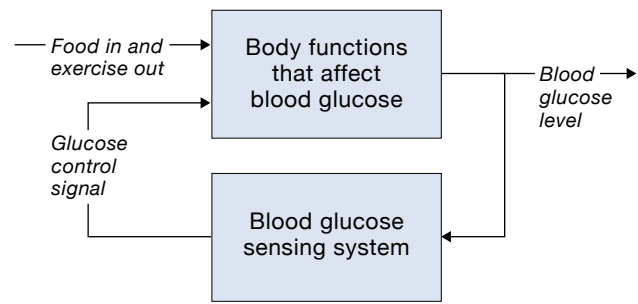 Food in and
exercise out
Body functions
that affect
blood glucose
Blood
glucose
level
Glucose
control
signal
Blood glucose
sensing system